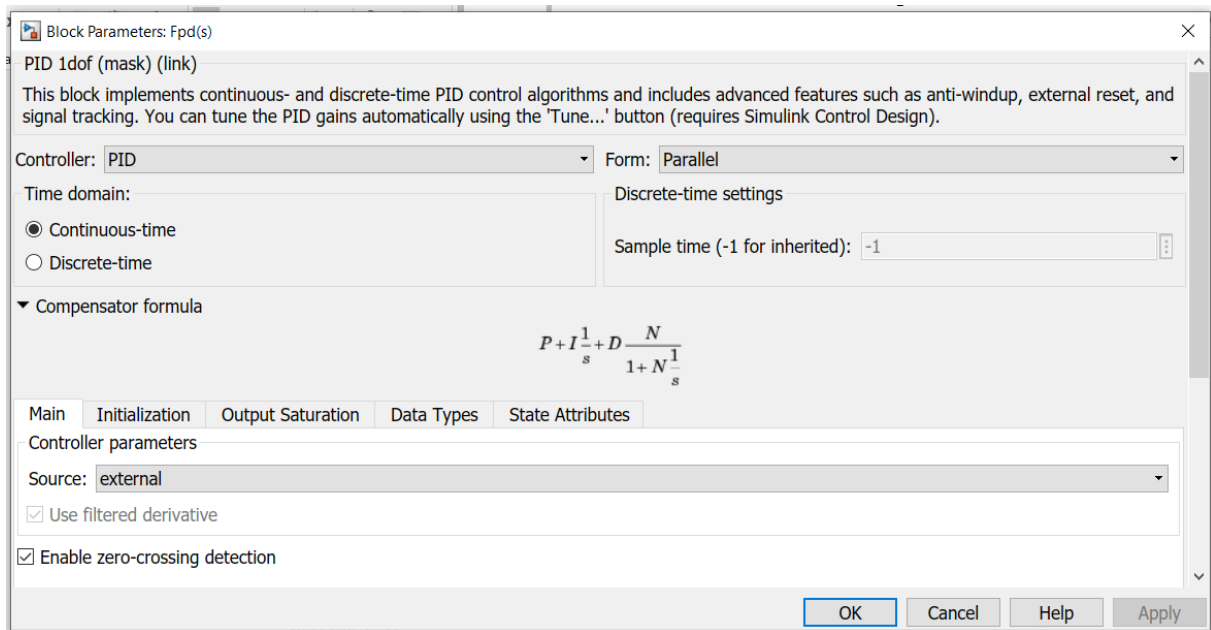 Block Parameters: Fpd(s)
PID 1dof (mask) (link)
This block implements continuous- and discrete-time PID control algorithms and includes advanced features such as anti-windup, external reset, and
signal tracking. You can tune the PID gains automatically using the 'Tune...' button (requires Simulink Control Design).
Controller: PID Form: Parallel
Time domain: Discrete-time settings
Continuous-time
Sample time (-1 for inherited): -1
Discrete-time
Compensator formula
P+I 1/s + D N/(1+N 1/s)
Main Initialization Output Saturation Data Types State Attributes
Controller parameters
Source: external
Use filtered derivative
Enable zero-crossing detection
OK Cancel Help Apply